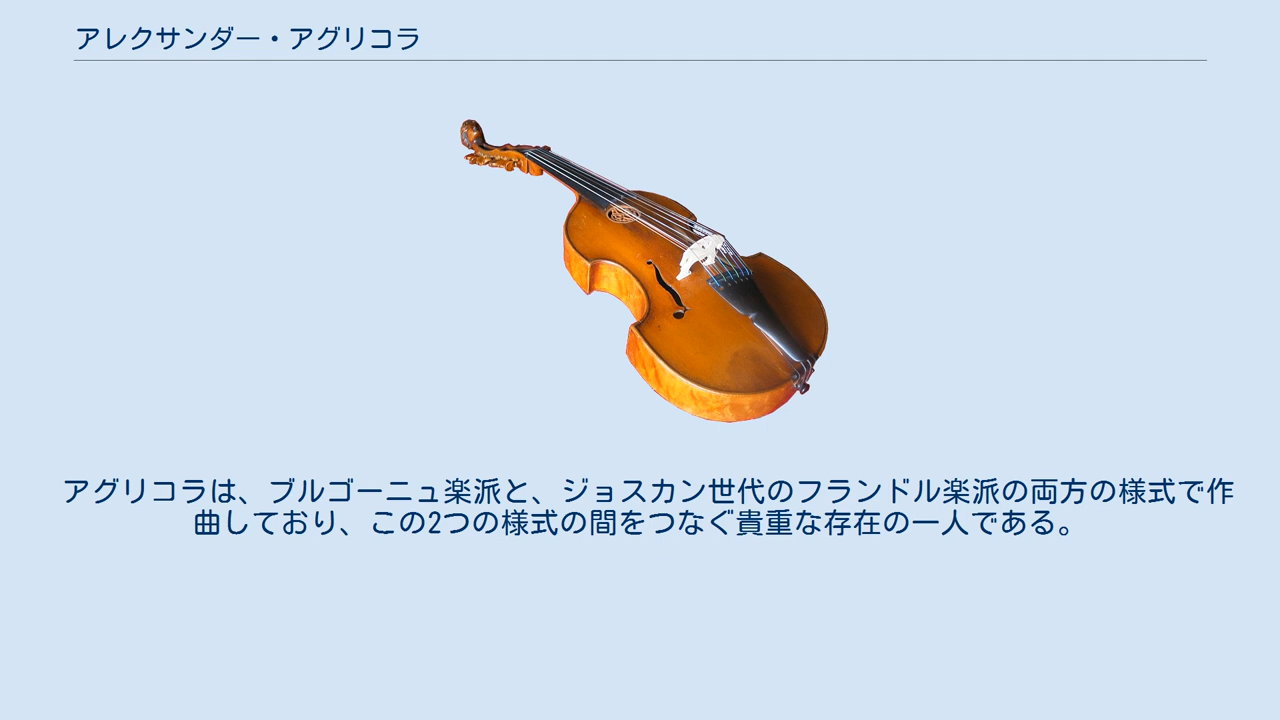 アレクサンダー・アグリコラ
アグリコラは、ブルゴーニュ楽派と、ジョスカン世代のフランドル楽派の両方の様式で作
曲しており、この2つの様式の間をつなぐ貴重な存在の一人である。